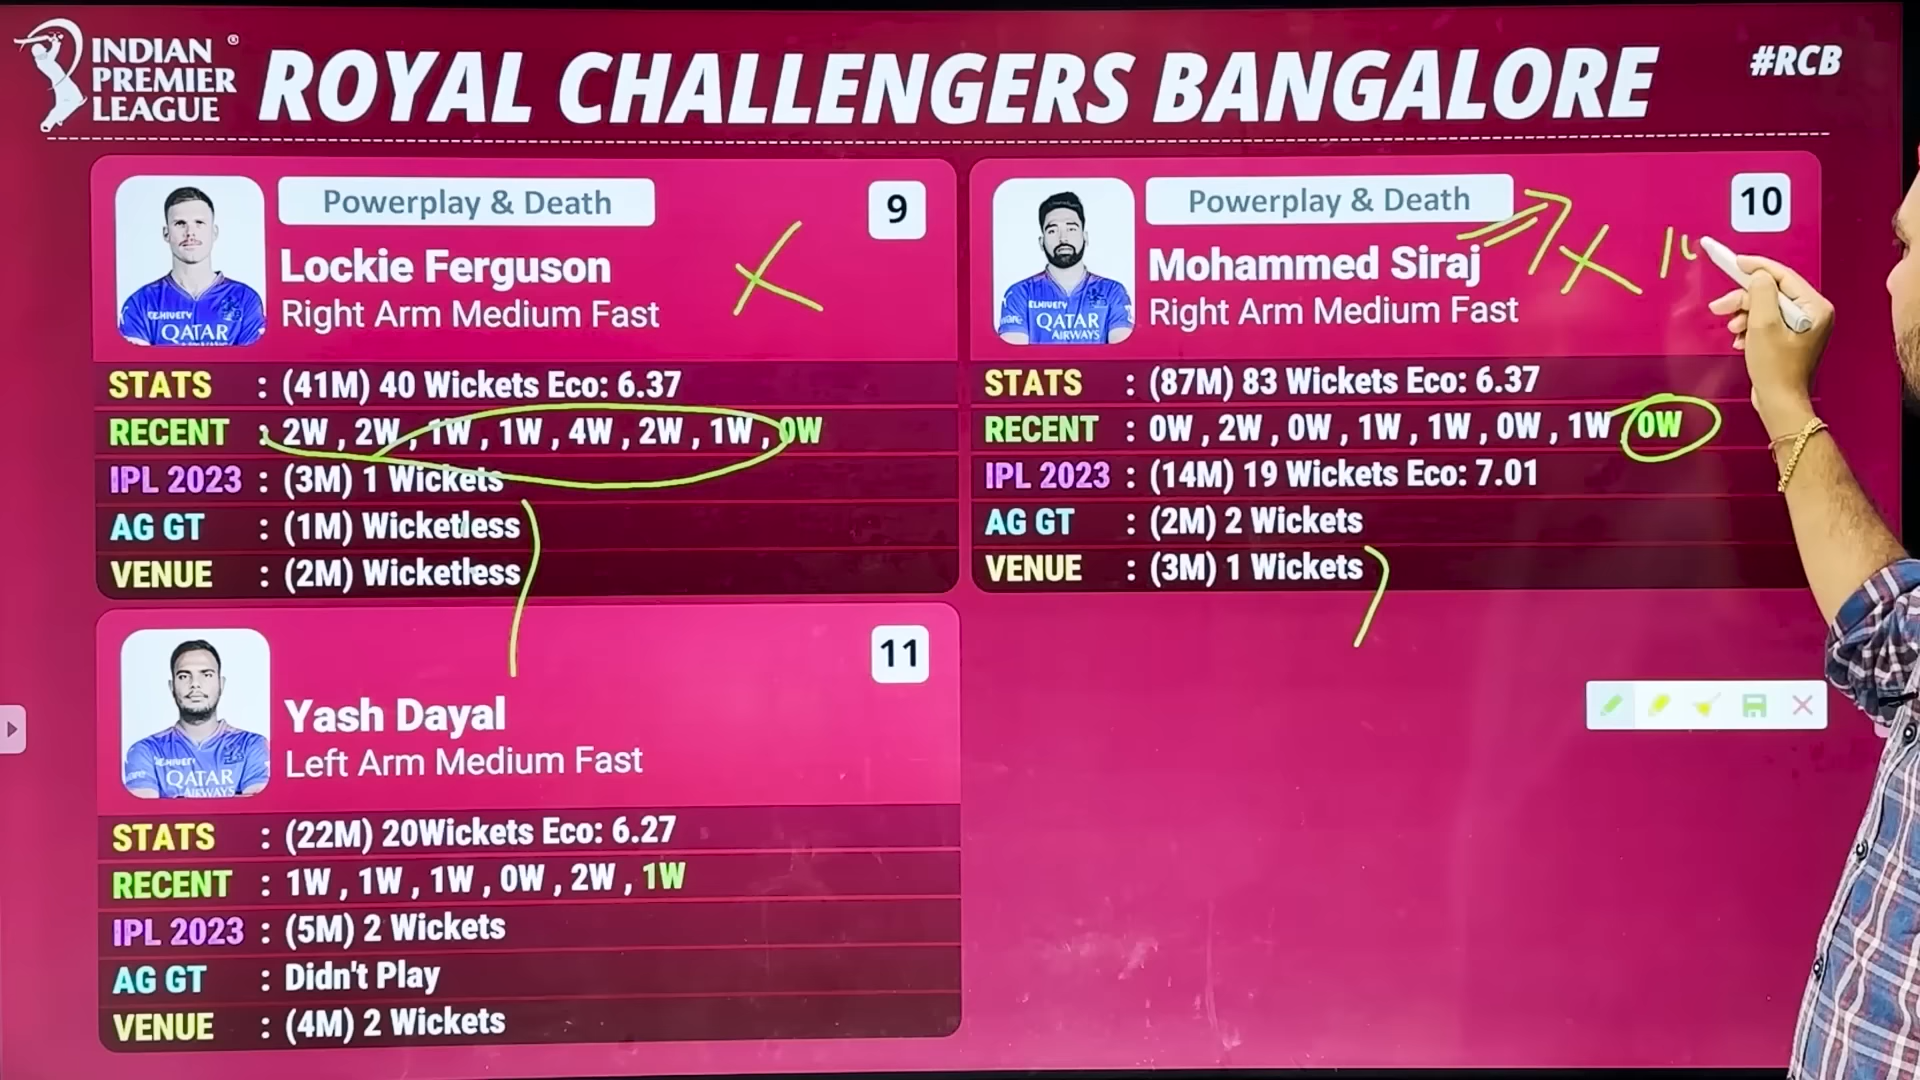 INDIAN
PREMIER
LEAGUE
®
ROYAL CHALLENGERS BANGALORE
#RCB
Powerplay & Death
9
Lockie Ferguson
Right Arm Medium Fast
QATAR
STATS : (41M) 40 Wickets Eco: 6.37
RECENT : 2W , 2W , 1W , 1W , 4W , 2W , 1W , 0W
IPL 2023 : (3M) 1 Wickets
AG GT : (1M) Wicketless
VENUE : (2M) Wicketless
Powerplay & Death
10
Mohammed Siraj
Right Arm Medium Fast
QATAR
AIRWAYS
STATS : (87M) 83 Wickets Eco: 6.37
RECENT : 0W , 2W , 0W , 1W , 1W , 0W , 1W 0W
IPL 2023 : (14M) 19 Wickets Eco: 7.01
AG GT : (2M) 2 Wickets
VENUE : (3M) 1 Wickets
11
Yash Dayal
Left Arm Medium Fast
QATAR
AIRWAYS
STATS : (22M) 20Wickets Eco: 6.27
RECENT : 1W , 1W , 1W , 0W , 2W , 1W
IPL 2023 : (5M) 2 Wickets
AG GT : Didn't Play
VENUE : (4M) 2 Wickets